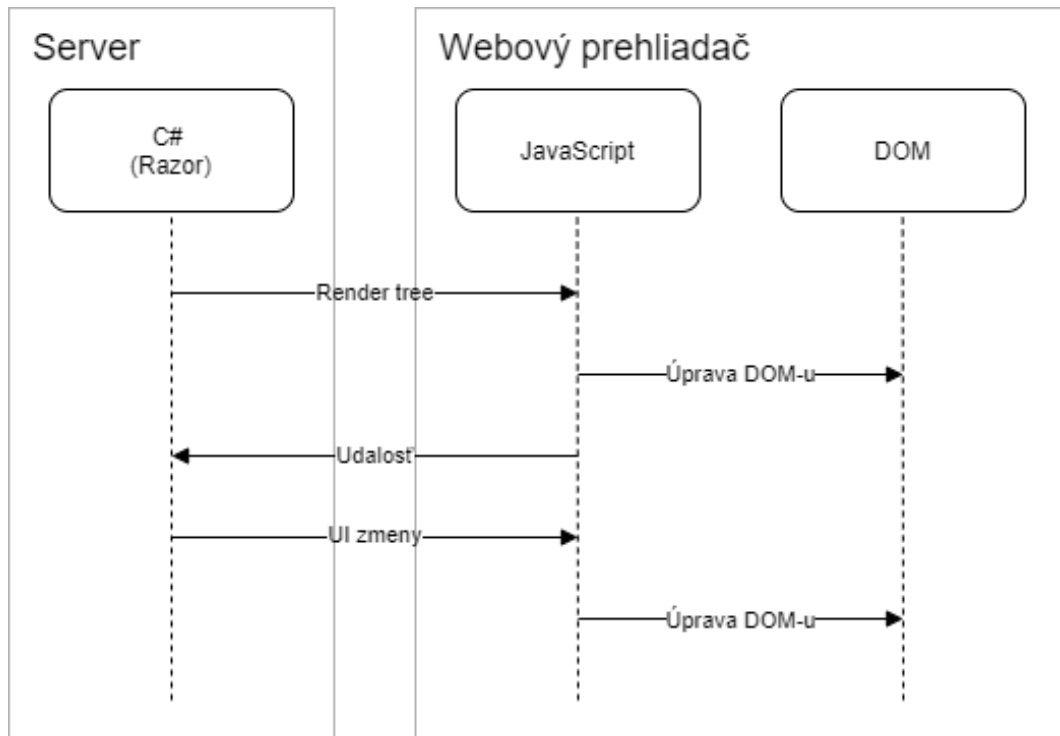 Server
Webový prehliadač
C#
(Razor)
JavaScript
DOM
Render tree
Úprava DOM-u
Udalosť
UI zmeny
Úprava DOM-u